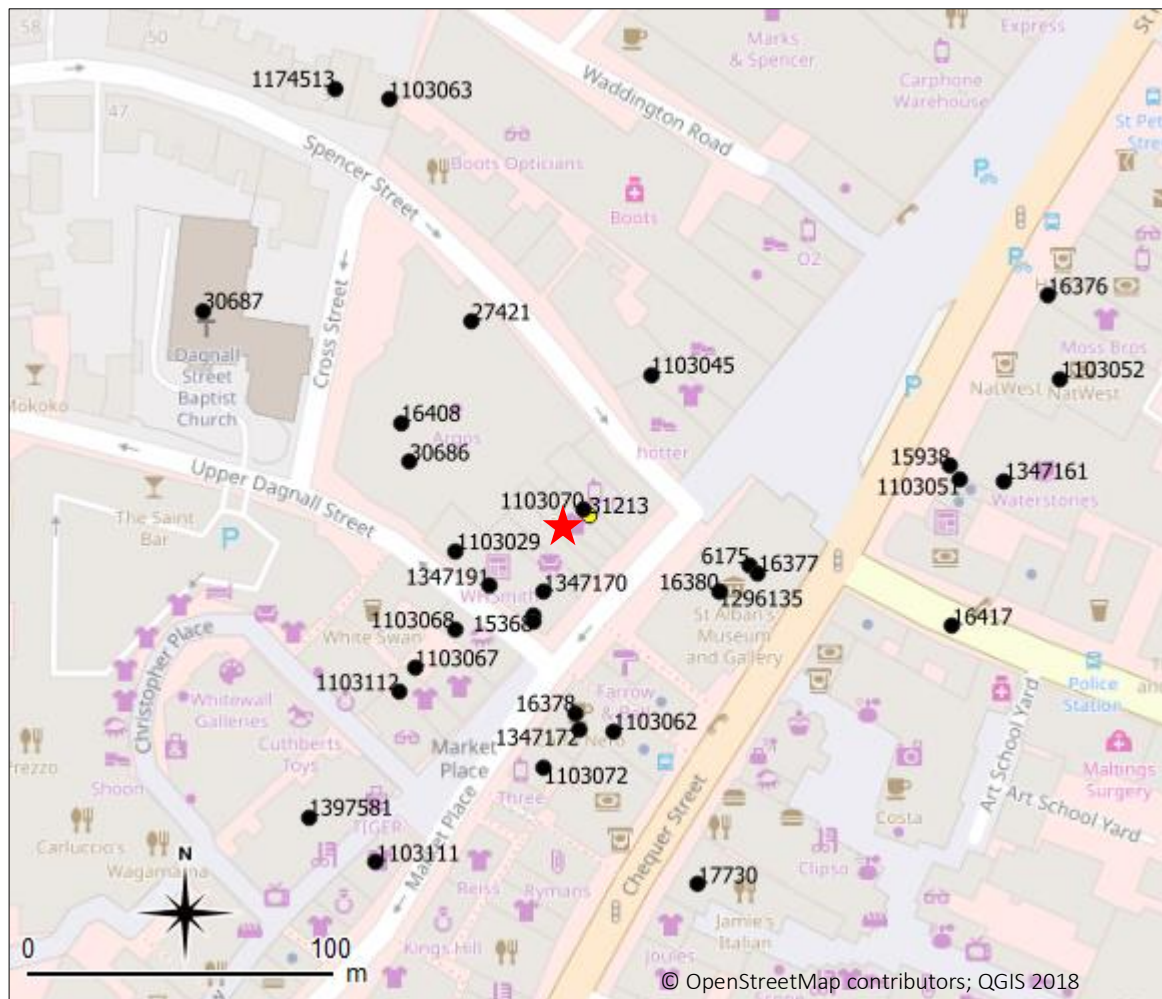 58
50
Marks
& Spencer
Express
Carphone
Warehouse
St Pet
Stre
1174513
1103063
47
Waddington Road
Spencer Street
Boots Opticians
Boots
O2
30687
Dagnall
Street
Baptist
Church
Cross Street
27421
16376
Moss Bros
1103045
1103052
NatWest
NatWest
Mokoko
16408
Argos
30686
hotter
15938
1103051
1347161
Waterstones
Upper Dagnall Street
The Saint
Bar
1103070
31213
1103029
1347191
WHSmith
1347170
6175
16377
16380
1296135
St Alban's
Museum
and Gallery
16417
1103068
White Swan
15368
1103067
1103112
Christopher Place
Whitewall
Galleries
Cuthberts
Toys
Farrow
& Ball
16378
1347172
Nero
1103062
Police
Station
Market
Place
1103072
Three
Shoon
rezzo
Maltings
Surgery
Art School Yard
Art School Yard
1397581
TIGER
Costa
Carluccio's
Wagamama
1103111
Market Place
Reiss
Rymans
Chequer Street
Clipso
17730
Jamie's
Italian
Kings Hill
Joules
N
0 100
m
© OpenStreetMap contributors; QGIS 2018